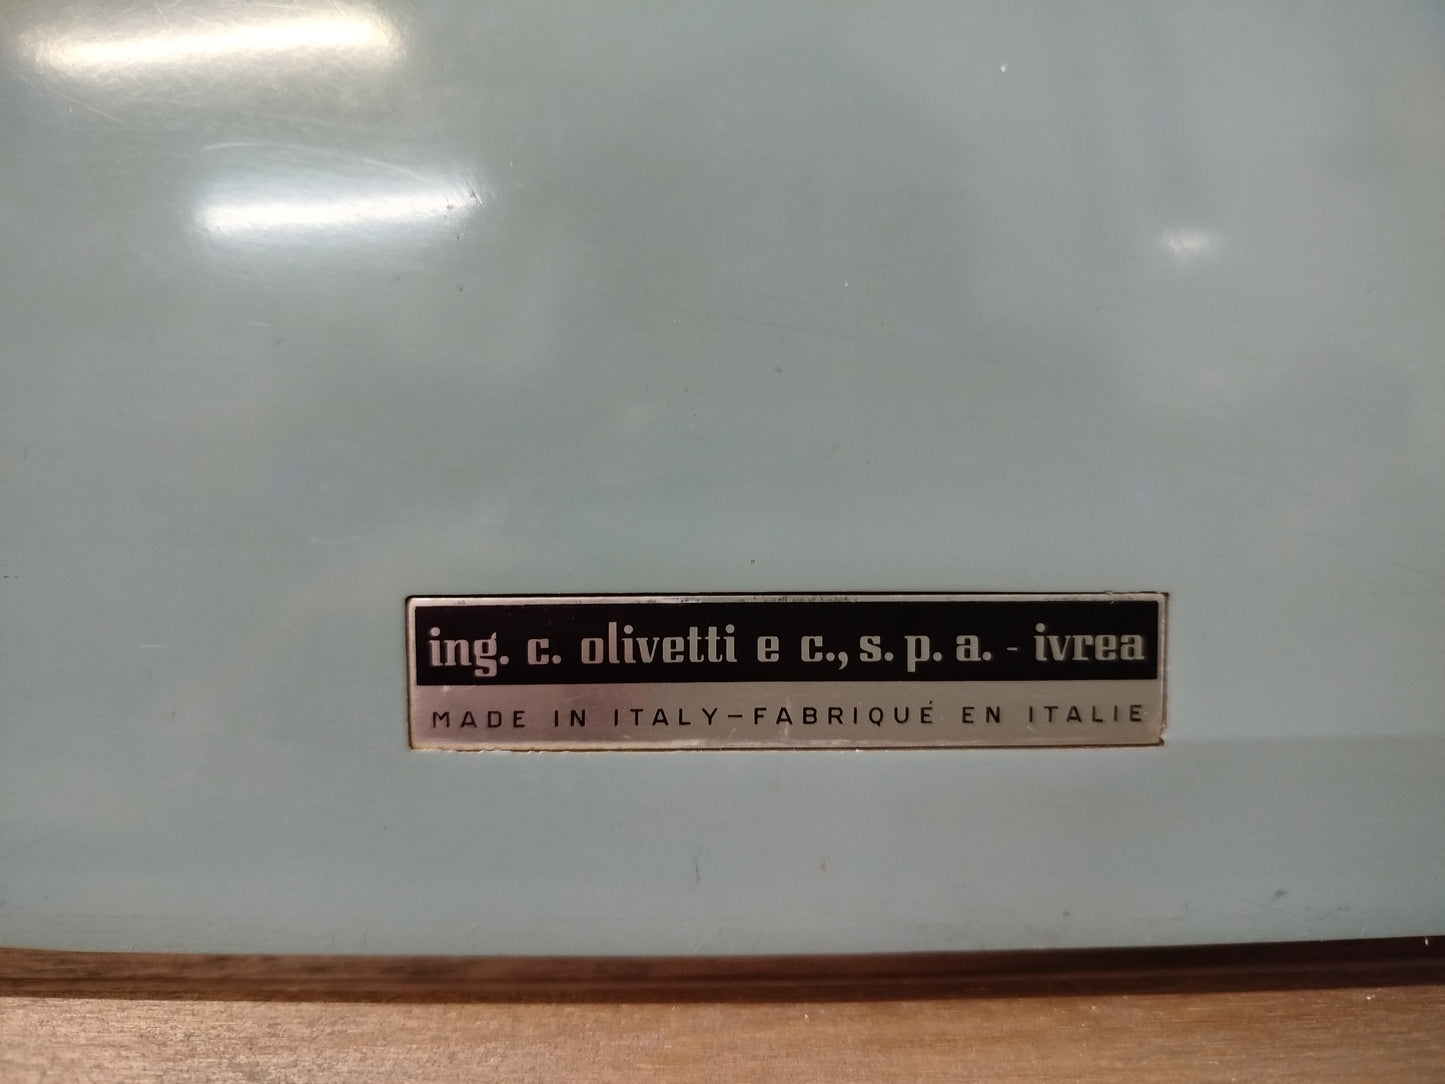 ing. c. olivetti e c., s. p. a. - ivrea
MADE IN ITALY–FABRIQUÉ EN ITALIE